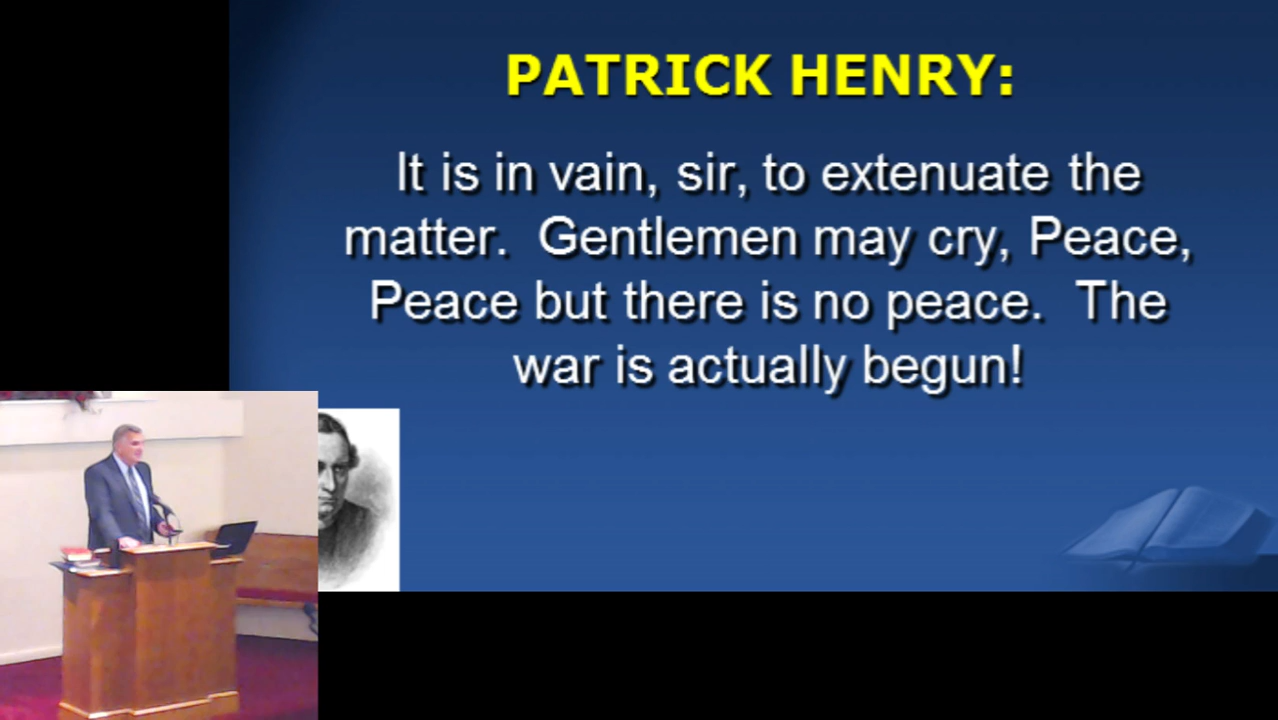 PATRICK HENRY:
It is in vain, sir, to extenuate the
matter.  Gentlemen may cry, Peace,
Peace but there is no peace.  The
war is actually begun!